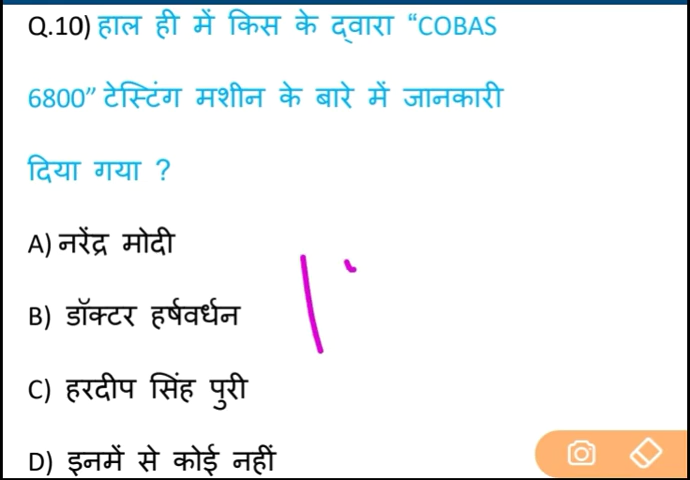 Q.10) हाल ही में किस के द्वारा “COBAS
6800” टेस्टिंग मशीन के बारे में जानकारी
दिया गया ?
A) नरेंद्र मोदी
B) डॉक्टर हर्षवर्धन
C) हरदीप सिंह पुरी
D) इनमें से कोई नहीं